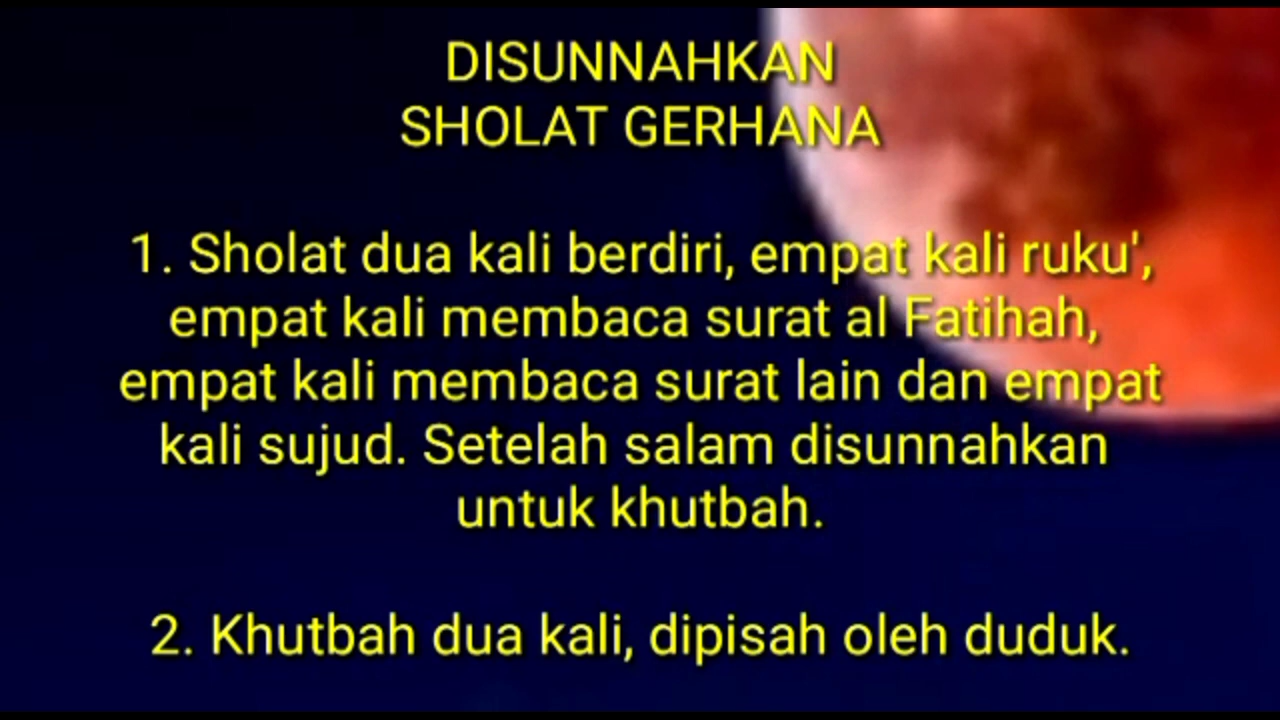 DISUNNAHKAN
SHOLAT GERHANA
1. Sholat dua kali berdiri, empat kali ruku',
empat kali membaca surat al Fatihah,
empat kali membaca surat lain dan empat
kali sujud. Setelah salam disunnahkan
untuk khutbah.
2. Khutbah dua kali, dipisah oleh duduk.